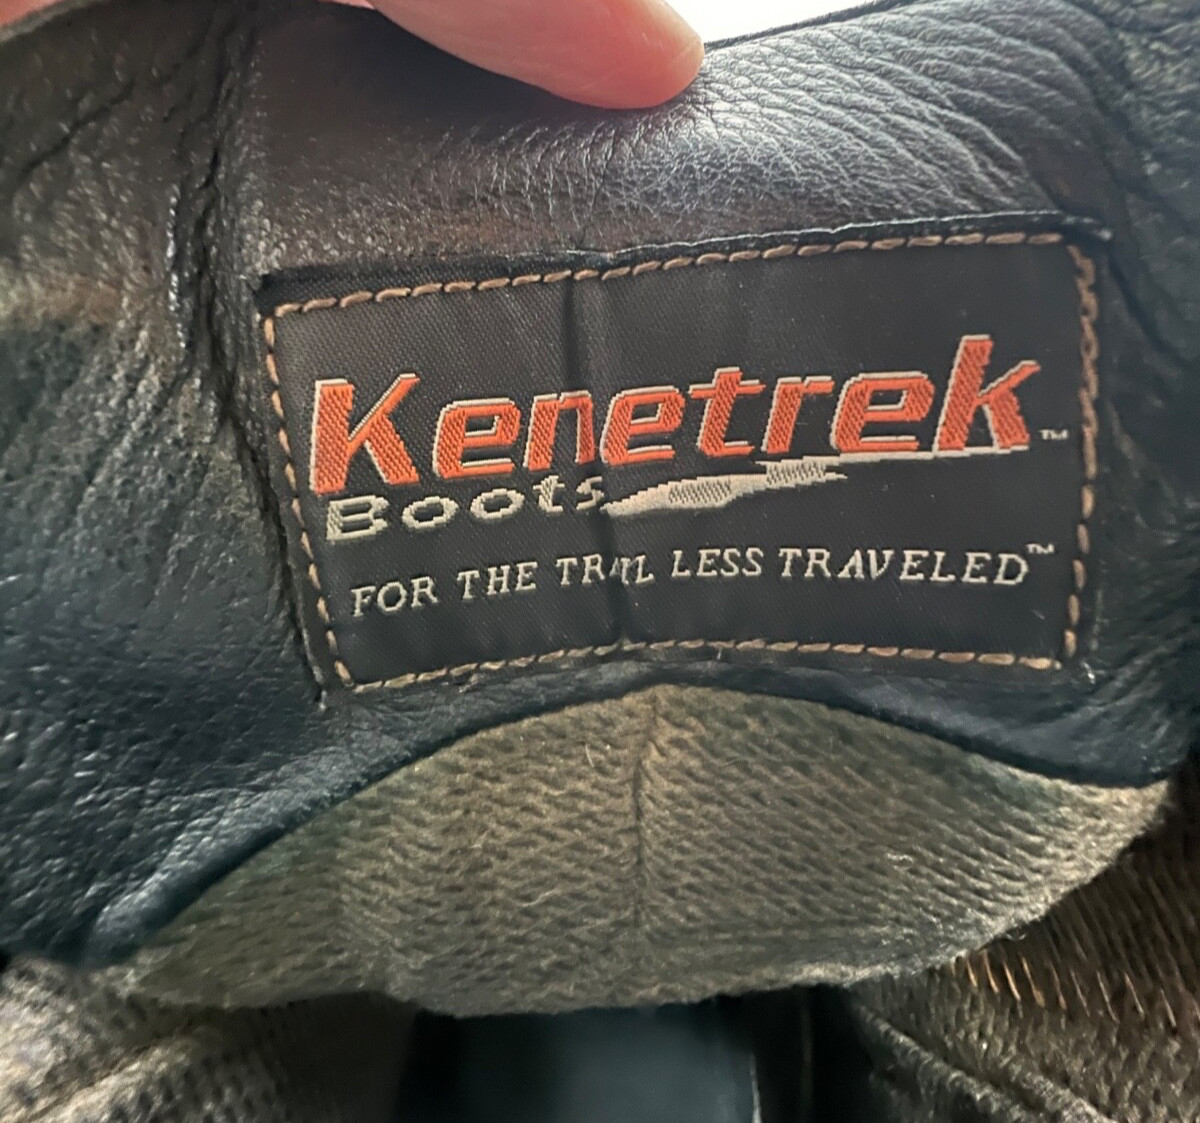 Kenetrek™
Boots
FOR THE TRAIL LESS TRAVELED™